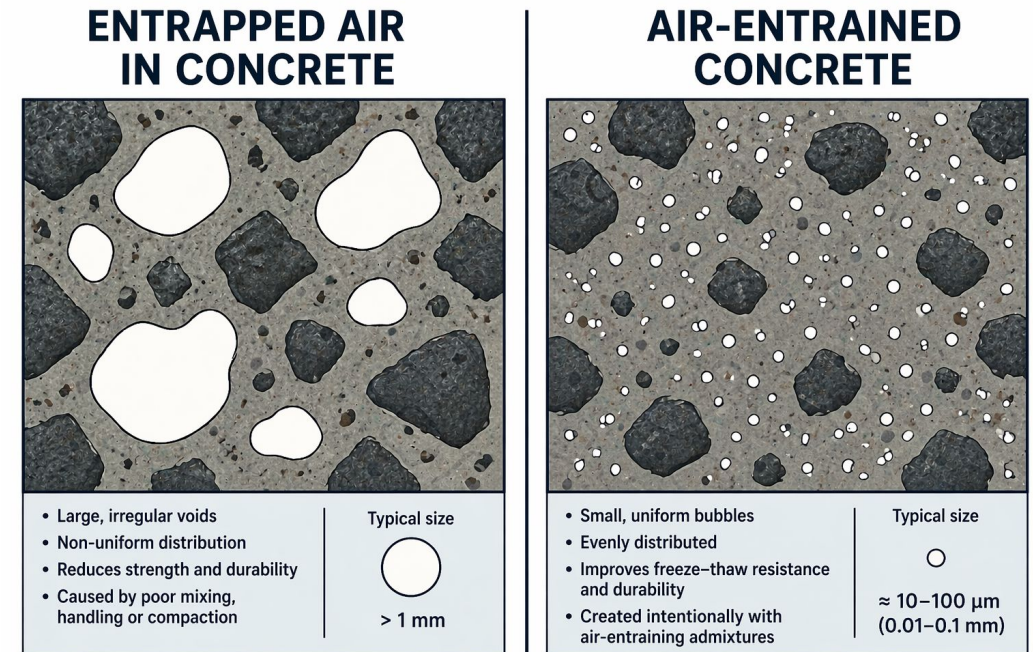 ENTRAPPED AIR
IN CONCRETE
• Large, irregular voids
• Non-uniform distribution
• Reduces strength and durability
• Caused by poor mixing,
handling or compaction
Typical size
> 1 mm
AIR-ENTRAINED
CONCRETE
• Small, uniform bubbles
• Evenly distributed
• Improves freeze–thaw resistance
and durability
• Created intentionally with
air-entraining admixtures
Typical size
≈ 10–100 μm
(0.01–0.1 mm)